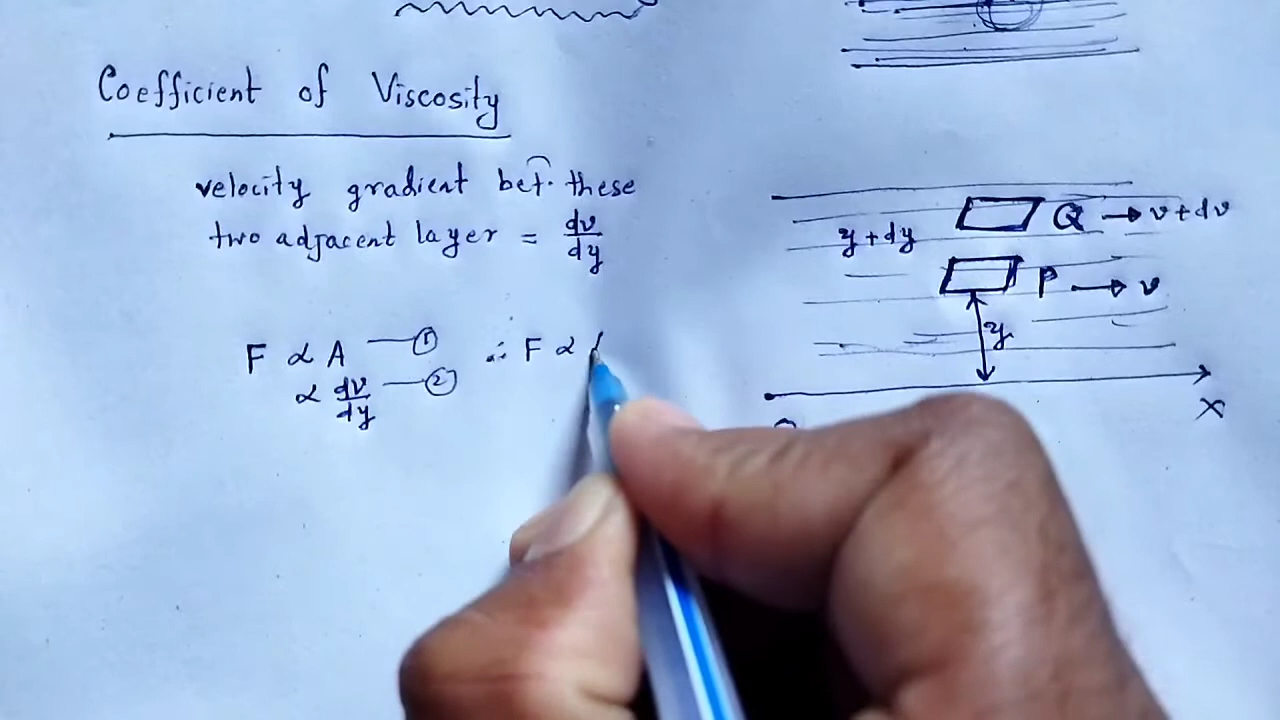 Coefficient of Viscosity
velocity gradient bet. these
two adjacent layer = dv/dy
F ∝ A —①
∝ dv/dy —②
∴ F ∝
Q → v + dv
y + dy
P → v
y
X